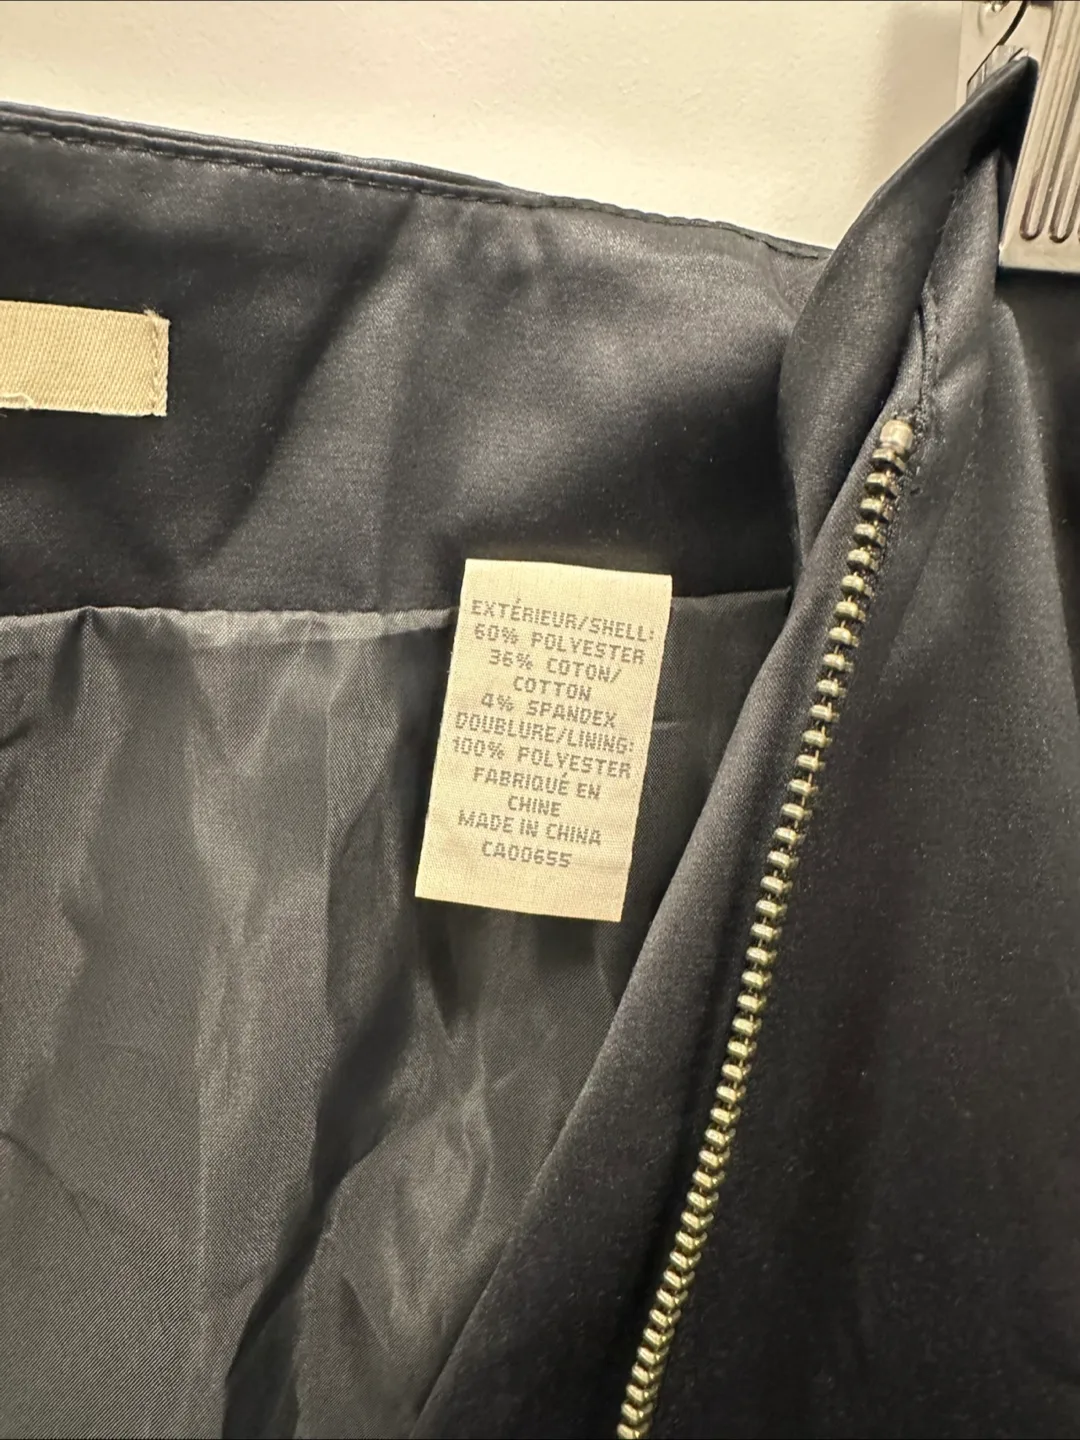 EXTÉRIEUR/SHELL:
60% POLYESTER
36% COTON/
COTTON
4% SPANDEX
DOUBLURE/LINING:
100% POLYESTER
FABRIQUÉ EN
CHINE
MADE IN CHINA
CA00655